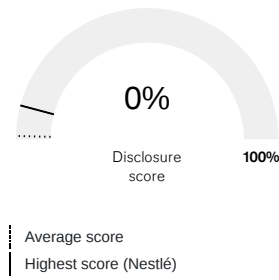 0%
Disclosure
score
100%
Average score
Highest score (Nestlé)